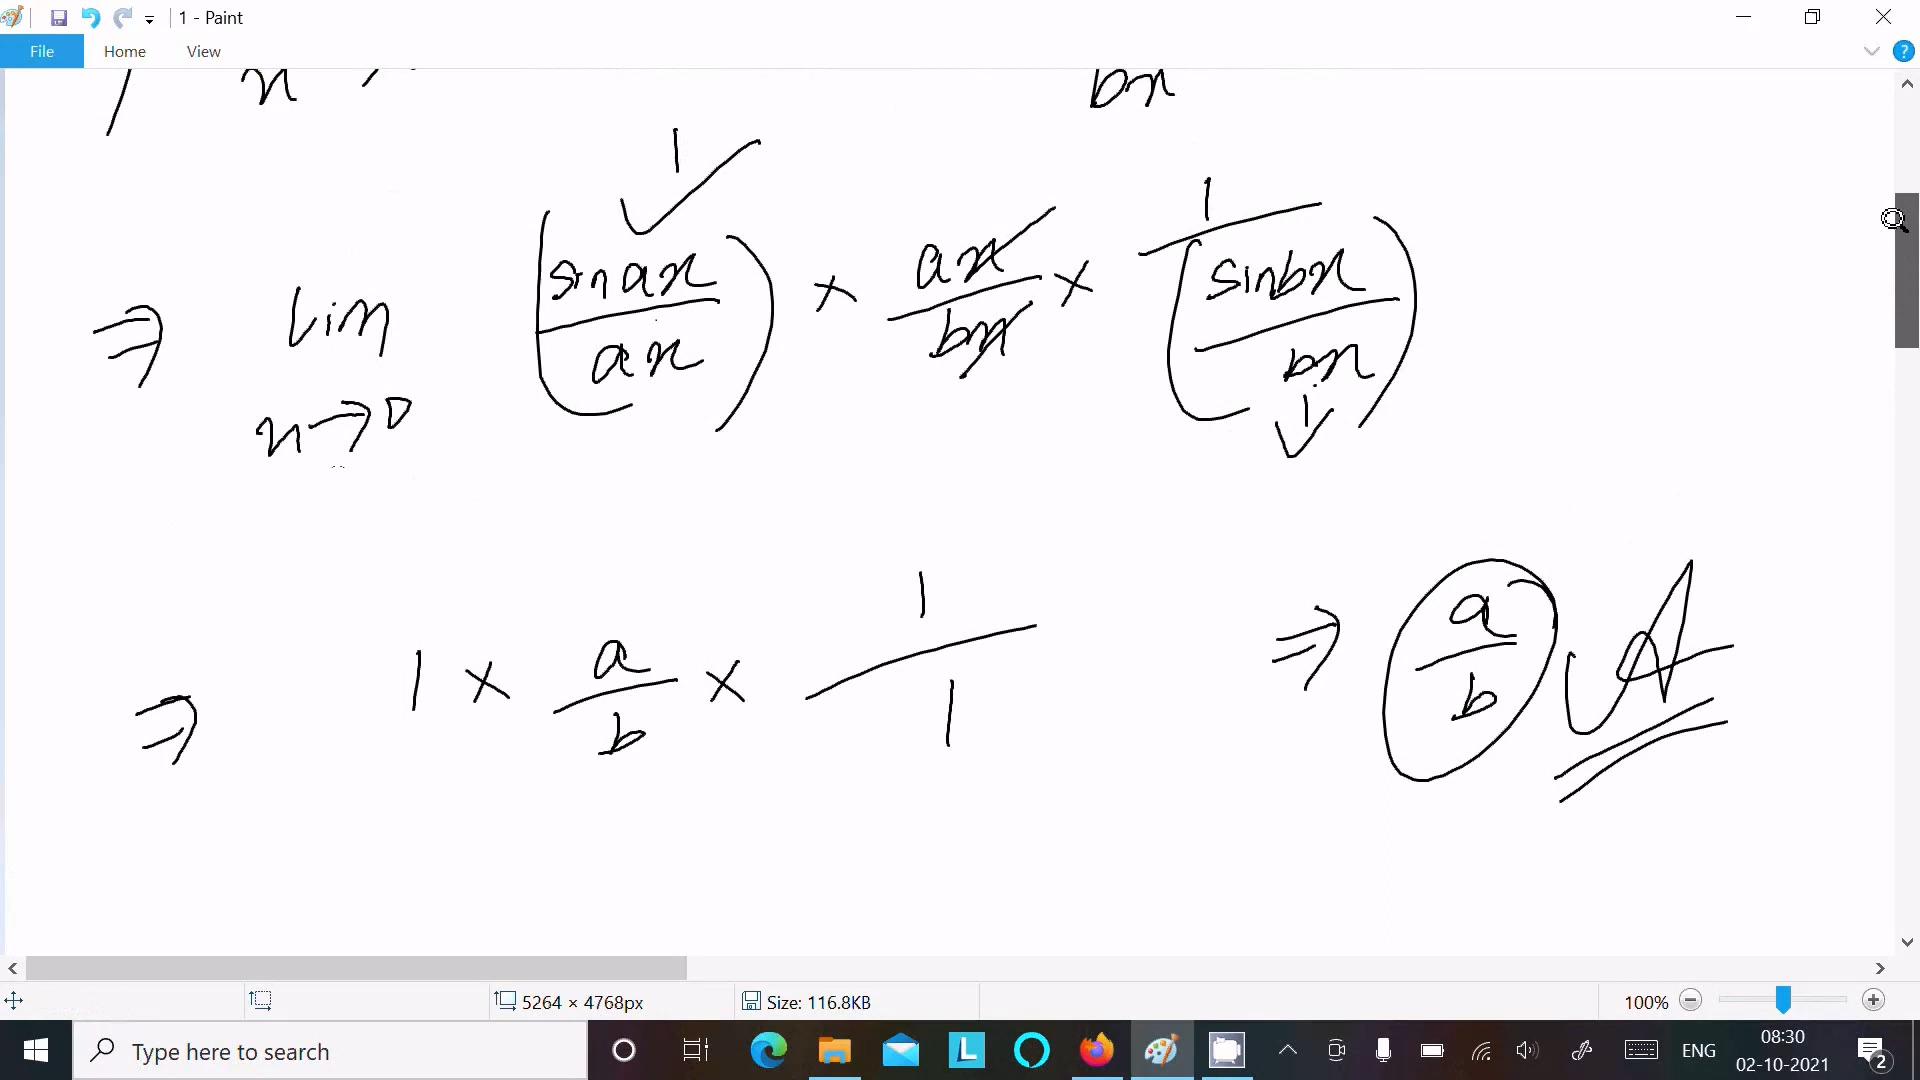 1 - Paint
File Home View
x bx
1
⇒ lim (sin ax / ax) × ax / bx × 1 / (sin bx / bx)
x→0 1
⇒ 1 × a/b × 1/1 ⇒ a/b A
5264 × 4768px Size: 116.8KB 100%
Type here to search L ENG 08:30
02-10-2021 2